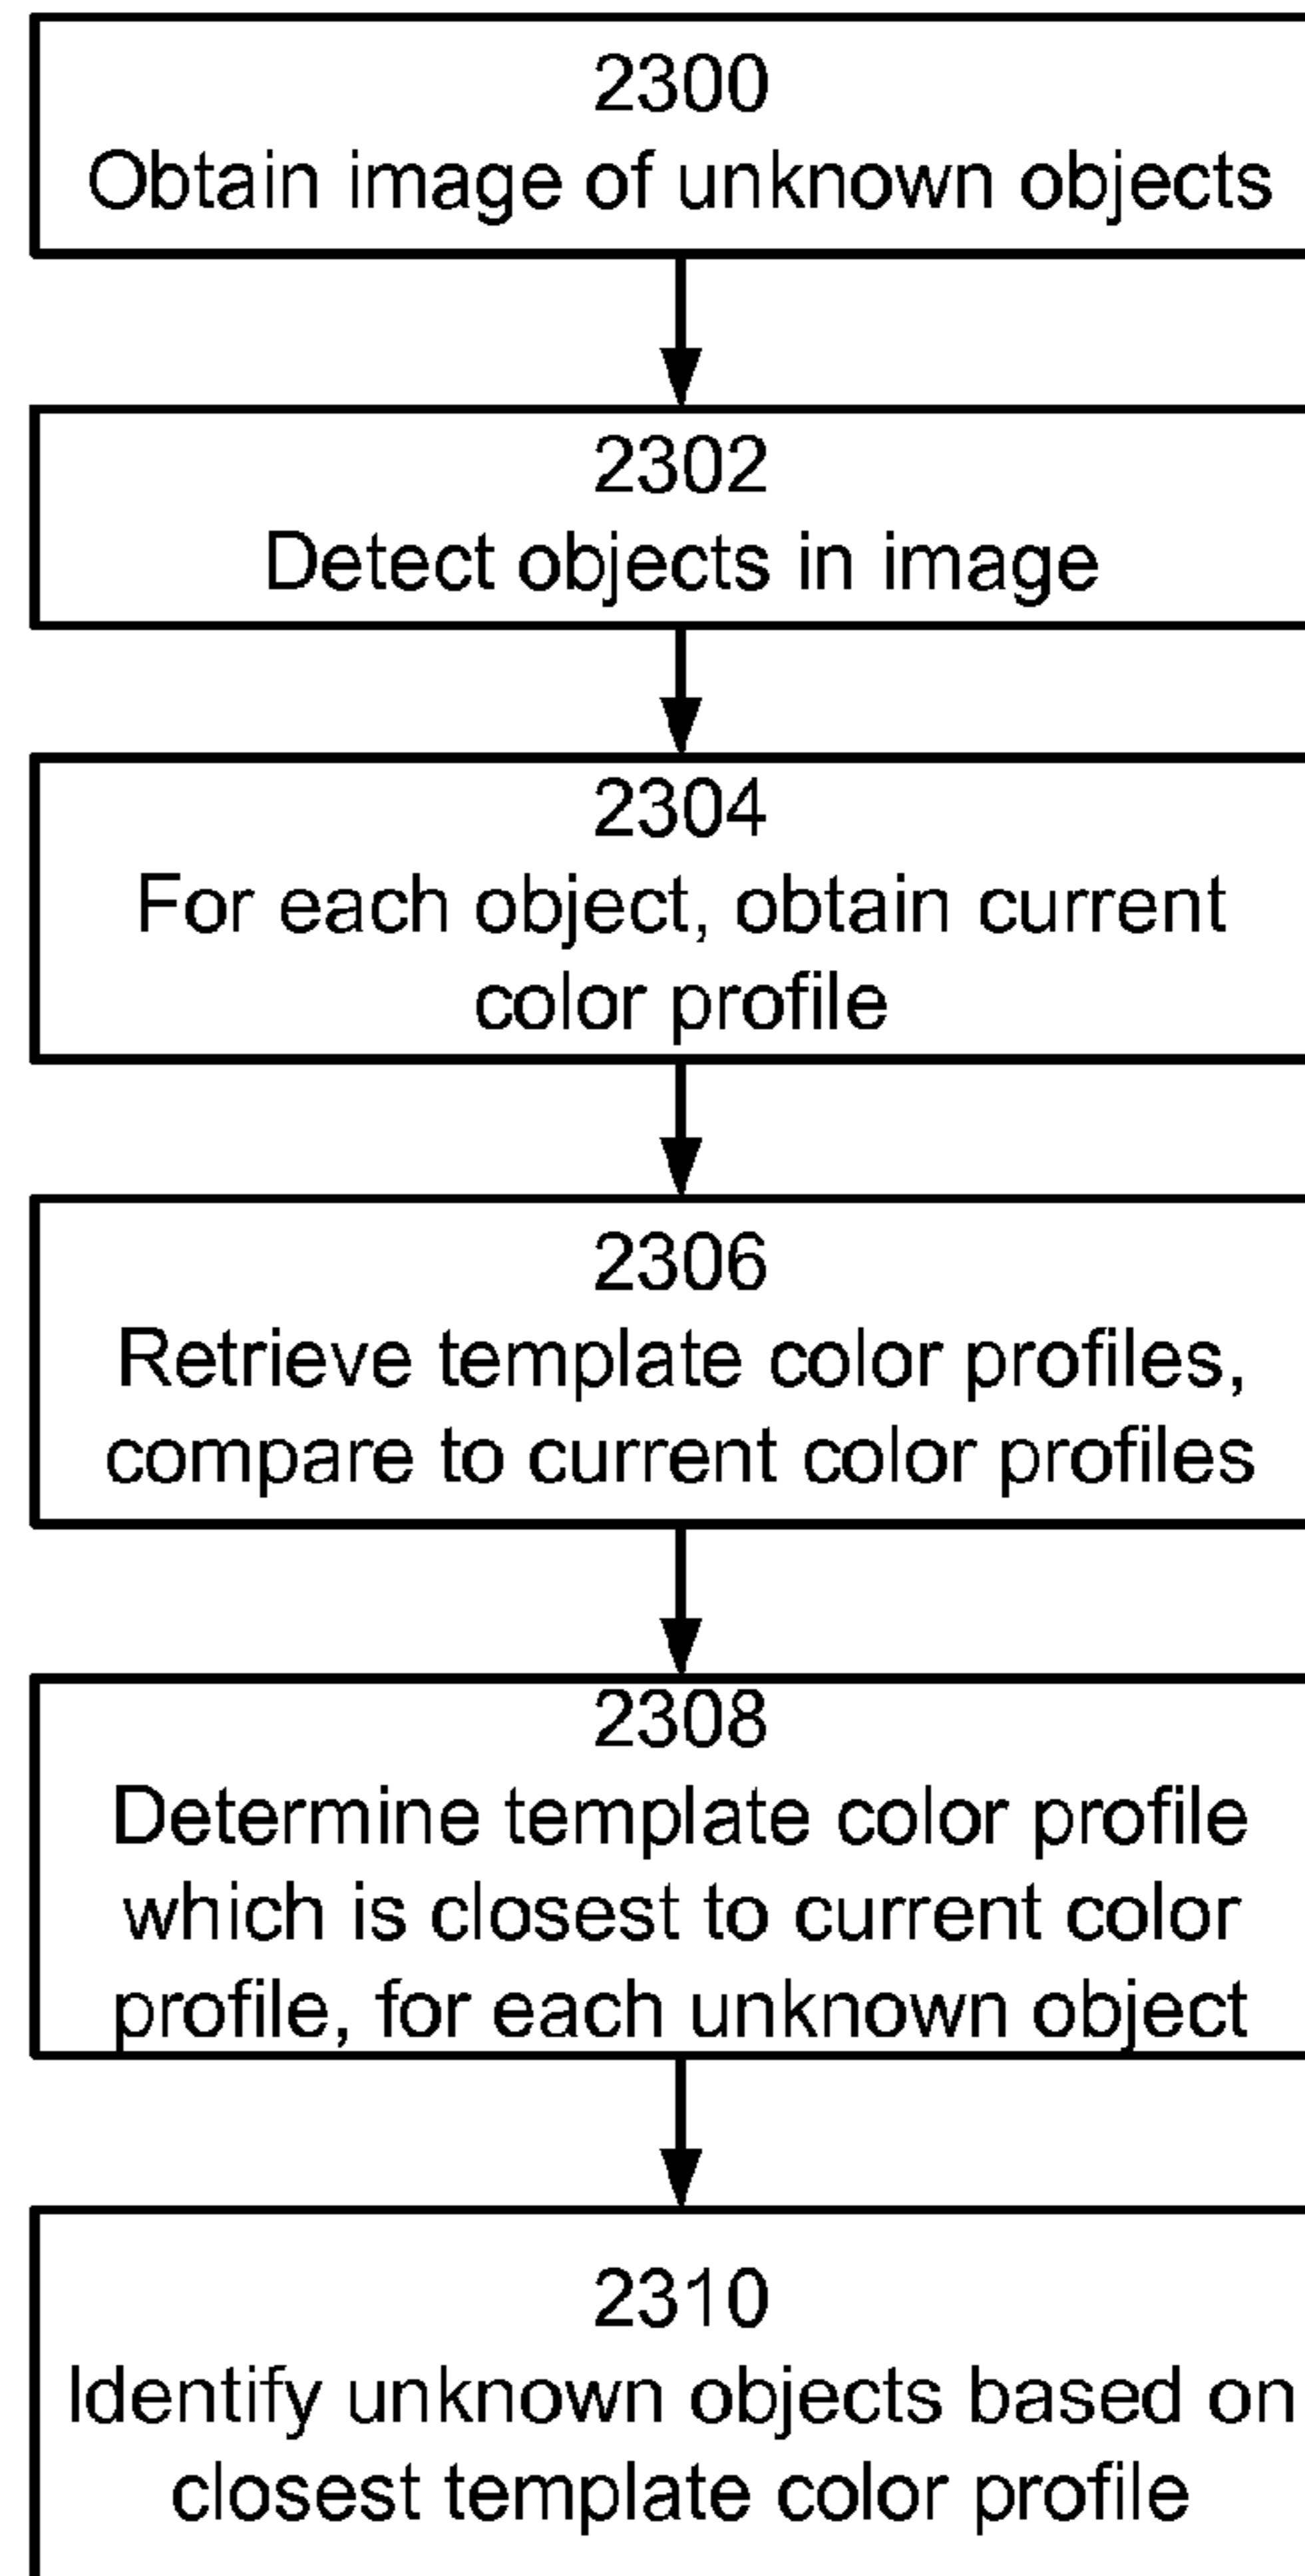 2300
Obtain image of unknown objects
2302
Detect objects in image
2304
For each object, obtain current
color profile
2306
Retrieve template color profiles,
compare to current color profiles
2308
Determine template color profile
which is closest to current color
profile, for each unknown object
2310
Identify unknown objects based on
closest template color profile